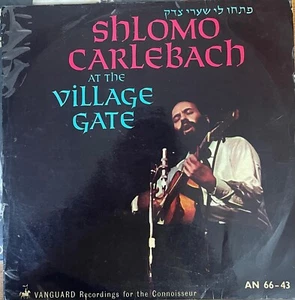 פתחו לי שערי צדק
SHLOMO
CARLEBACH
AT THE
VILLAGE
GATE
AN 66-43
VANGUARD Recordings for the Connoisseur